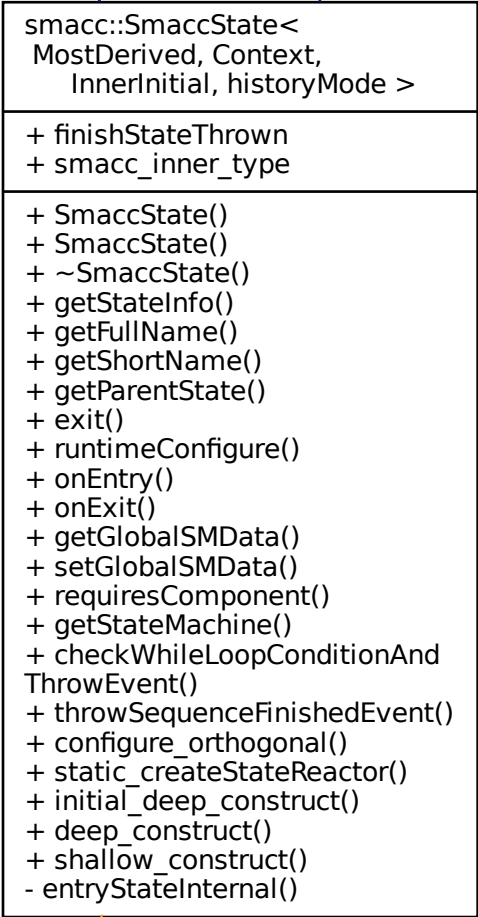 smacc::SmaccState<
MostDerived, Context,
InnerInitial, historyMode >
+ finishStateThrown
+ smacc_inner_type
+ SmaccState()
+ SmaccState()
+ ~SmaccState()
+ getStateInfo()
+ getFullName()
+ getShortName()
+ getParentState()
+ exit()
+ runtimeConfigure()
+ onEntry()
+ onExit()
+ getGlobalSMData()
+ setGlobalSMData()
+ requiresComponent()
+ getStateMachine()
+ checkWhileLoopConditionAnd
ThrowEvent()
+ throwSequenceFinishedEvent()
+ configure_orthogonal()
+ static_createStateReactor()
+ initial_deep_construct()
+ deep_construct()
+ shallow_construct()
- entryStateInternal()